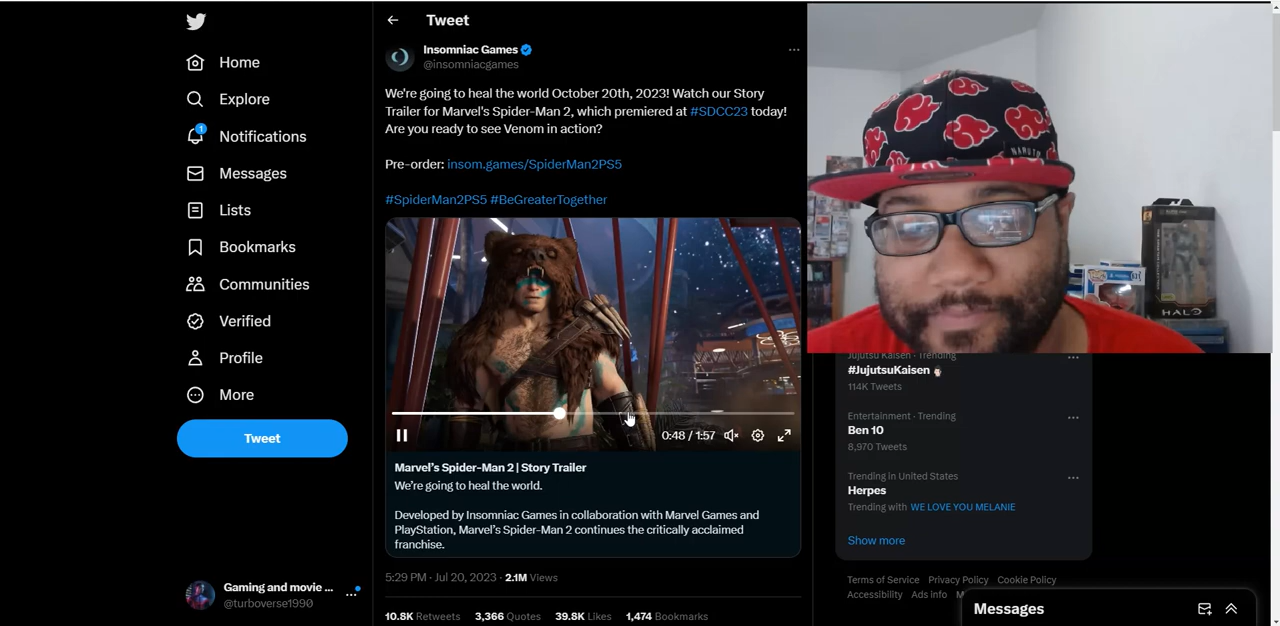 Home
Explore
1
Notifications
Messages
Lists
Bookmarks
Communities
Verified
Profile
More
Tweet
Gaming and movie ...
@turboverse1990
Tweet
Insomniac Games
@insomniacgames
We're going to heal the world October 20th, 2023! Watch our Story
Trailer for Marvel's Spider-Man 2, which premiered at #SDCC23 today!
Are you ready to see Venom in action?
Pre-order: insom.games/SpiderMan2PS5
#SpiderMan2PS5 #BeGreaterTogether
0:48 / 1:57
Marvel's Spider-Man 2 | Story Trailer
We're going to heal the world.
Developed by Insomniac Games in collaboration with Marvel Games and
PlayStation, Marvel's Spider-Man 2 continues the critically acclaimed
franchise.
5:29 PM · Jul 20, 2023 · 2.1M Views
10.8K Retweets 3,366 Quotes 39.8K Likes 1,474 Bookmarks
NARUTO
HALO
Jujutsu Kaisen · Trending
#JujutsuKaisen
114K Tweets
Entertainment · Trending
Ben 10
8,970 Tweets
Trending in United States
Herpes
Trending with WE LOVE YOU MELANIE
Show more
Terms of Service Privacy Policy Cookie Policy
Accessibility Ads info
Messages